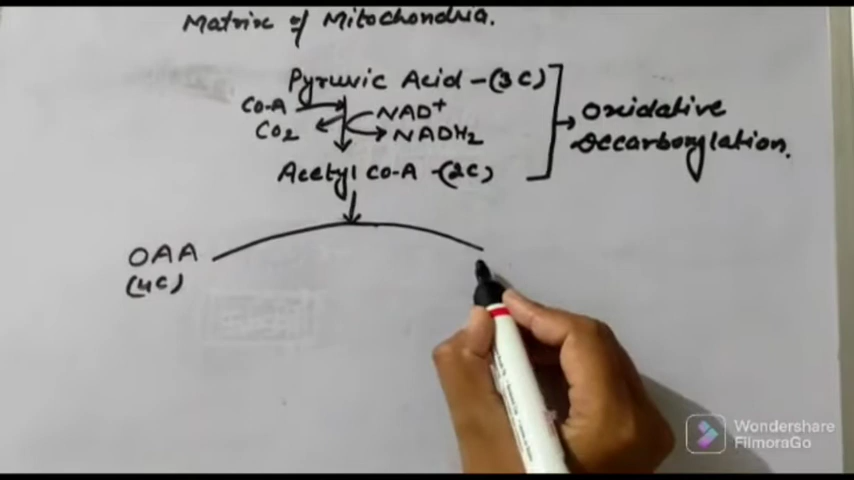 Matrix of Mitochondria.
Pyruvic Acid - (3C)
Co-A
NAD+
CO2
NADH2
Oxidative
Decarboxylation.
Acetyl Co-A - (2C)
OAA
(4C)
Wondershare
FilmoraGo